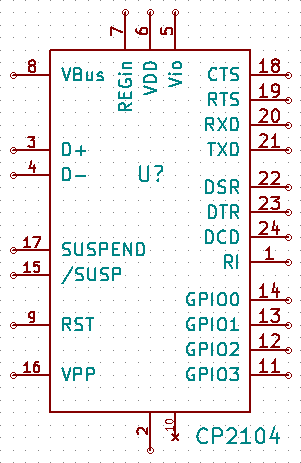 7 6 5
REGin VDD Vio
8 VBus CTS 18
RTS 19
RXD 20
3 D+ TXD 21
4 D- U?
DSR 22
DTR 23
DCD 24
17 SUSPEND RI 1
15 /SUSP
GPIO0 14
9 RST GPIO1 13
GPIO2 12
16 VPP GPIO3 11
2 10
CP2104